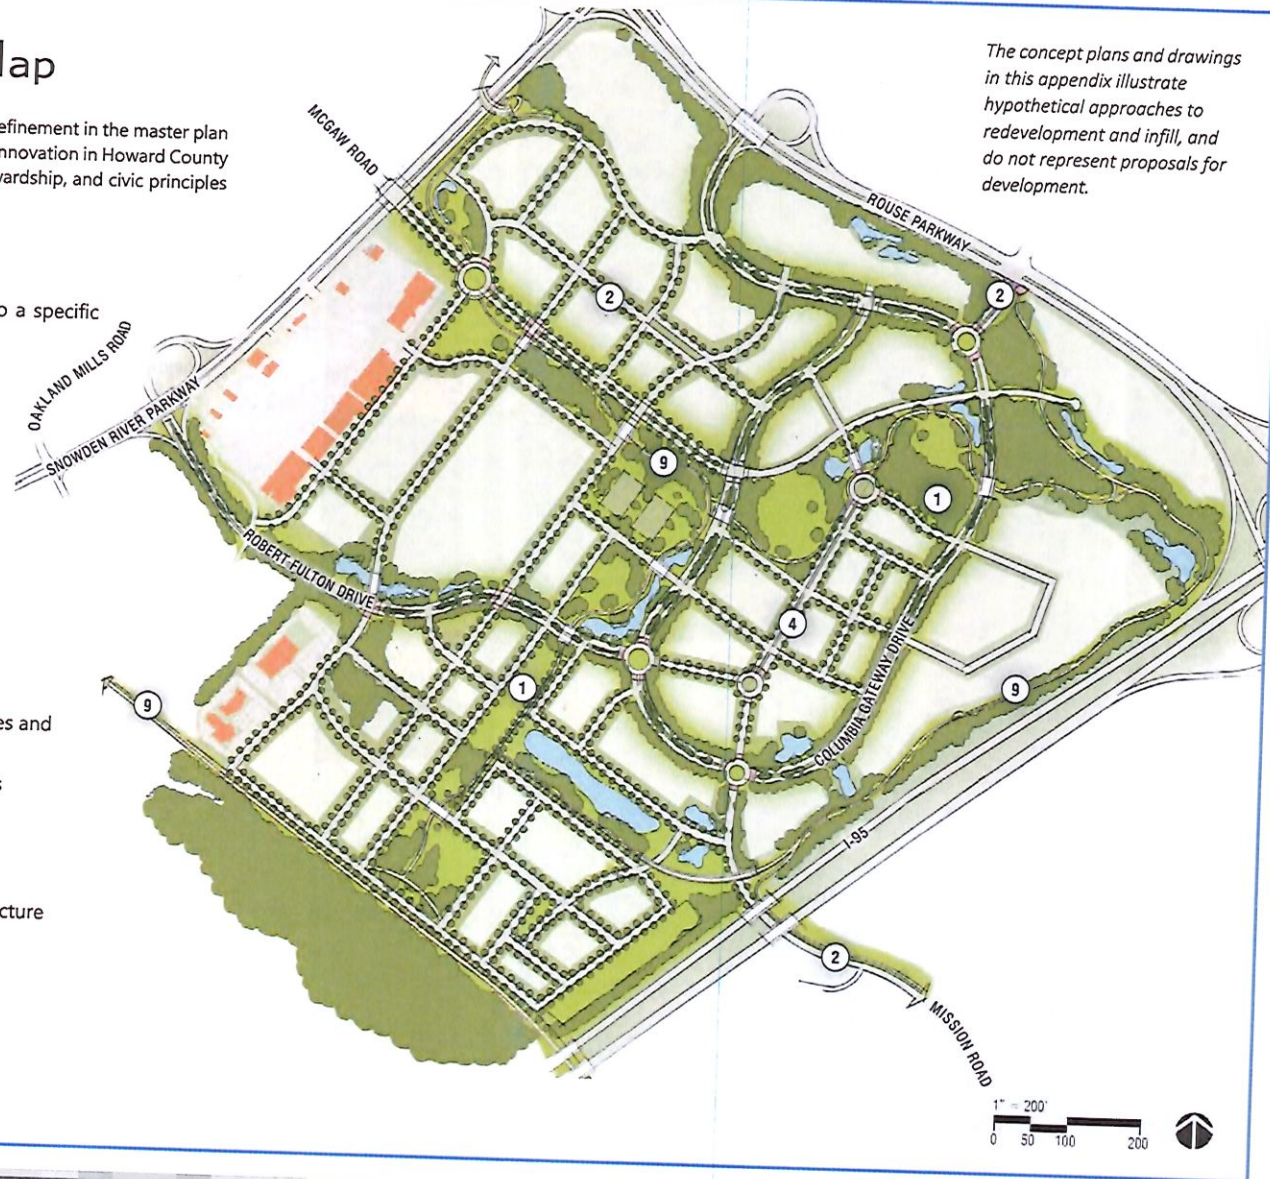 lap
efinement in the master plan
nnovation in Howard County
vardship, and civic principles
o a specific
es and
s
cture
The concept plans and drawings
in this appendix illustrate
hypothetical approaches to
redevelopment and infill, and
do not represent proposals for
development.
MCGAW ROAD
ROUSE PARKWAY
OAKLAND MILLS ROAD
SNOWDEN RIVER PARKWAY
ROBERT FULTON DRIVE
COLUMBIA GATEWAY DRIVE
I-95
MISSION ROAD
2
2
9
1
4
1
9
9
2
1" = 200'
0 50 100 200